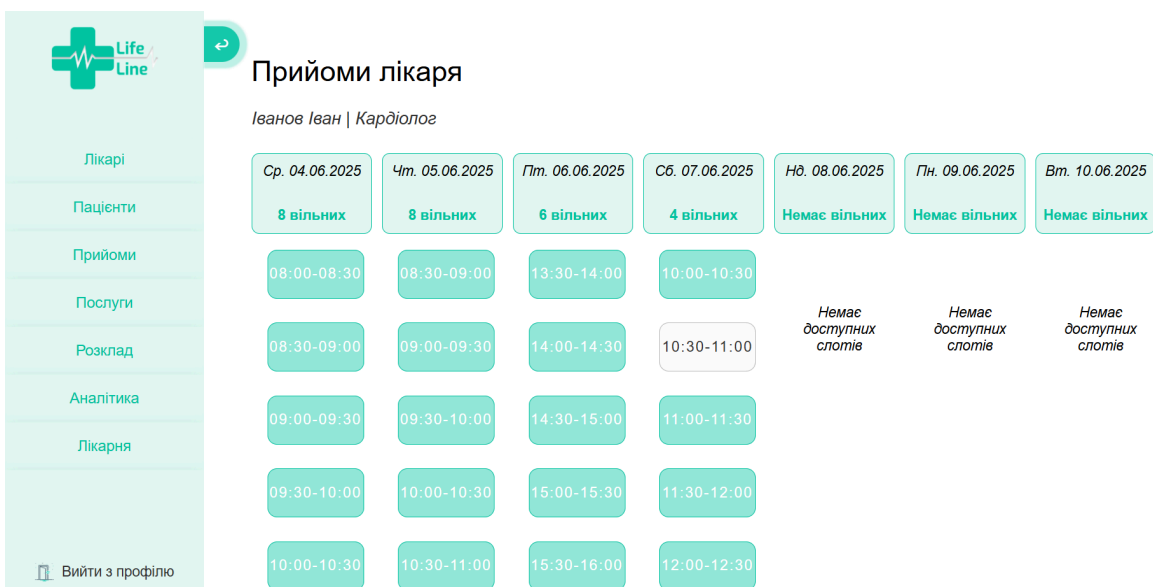 Life
Line
Прийоми лікаря
Іванов Іван | Кардіолог
Лікарі
Пацієнти
Прийоми
Послуги
Розклад
Аналітика
Лікарня
Вийти з профілю
Ср. 04.06.2025 Чт. 05.06.2025 Пт. 06.06.2025 Сб. 07.06.2025 Нд. 08.06.2025 Пн. 09.06.2025 Вт. 10.06.2025
8 вільних 8 вільних 6 вільних 4 вільних Немає вільних Немає вільних Немає вільних
08:00-08:30 08:30-09:00 13:30-14:00 10:00-10:30
08:30-09:00 09:00-09:30 14:00-14:30 10:30-11:00
09:00-09:30 09:30-10:00 14:30-15:00 11:00-11:30
09:30-10:00 10:00-10:30 15:00-15:30 11:30-12:00
10:00-10:30 10:30-11:00 15:30-16:00 12:00-12:30
Немає Немає Немає
доступних доступних доступних
слотів слотів слотів